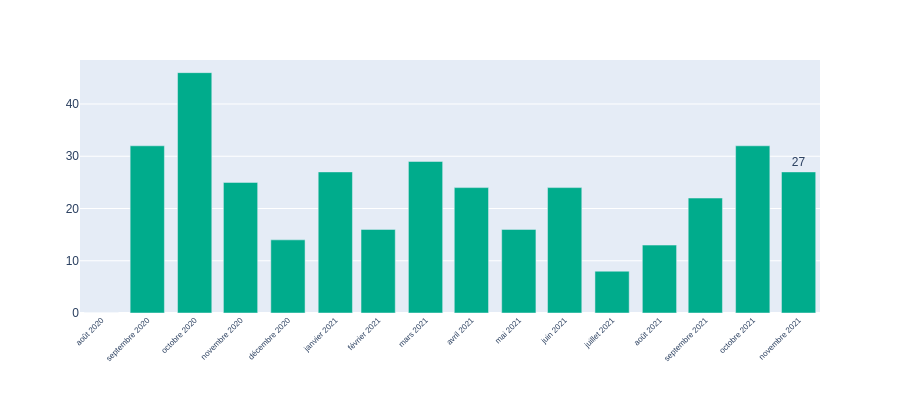 40
30
27
20
10
0
août 2020
septembre 2020
octobre 2020
novembre 2020
décembre 2020
janvier 2021
février 2021
mars 2021
avril 2021
mai 2021
juin 2021
juillet 2021
août 2021
septembre 2021
octobre 2021
novembre 2021